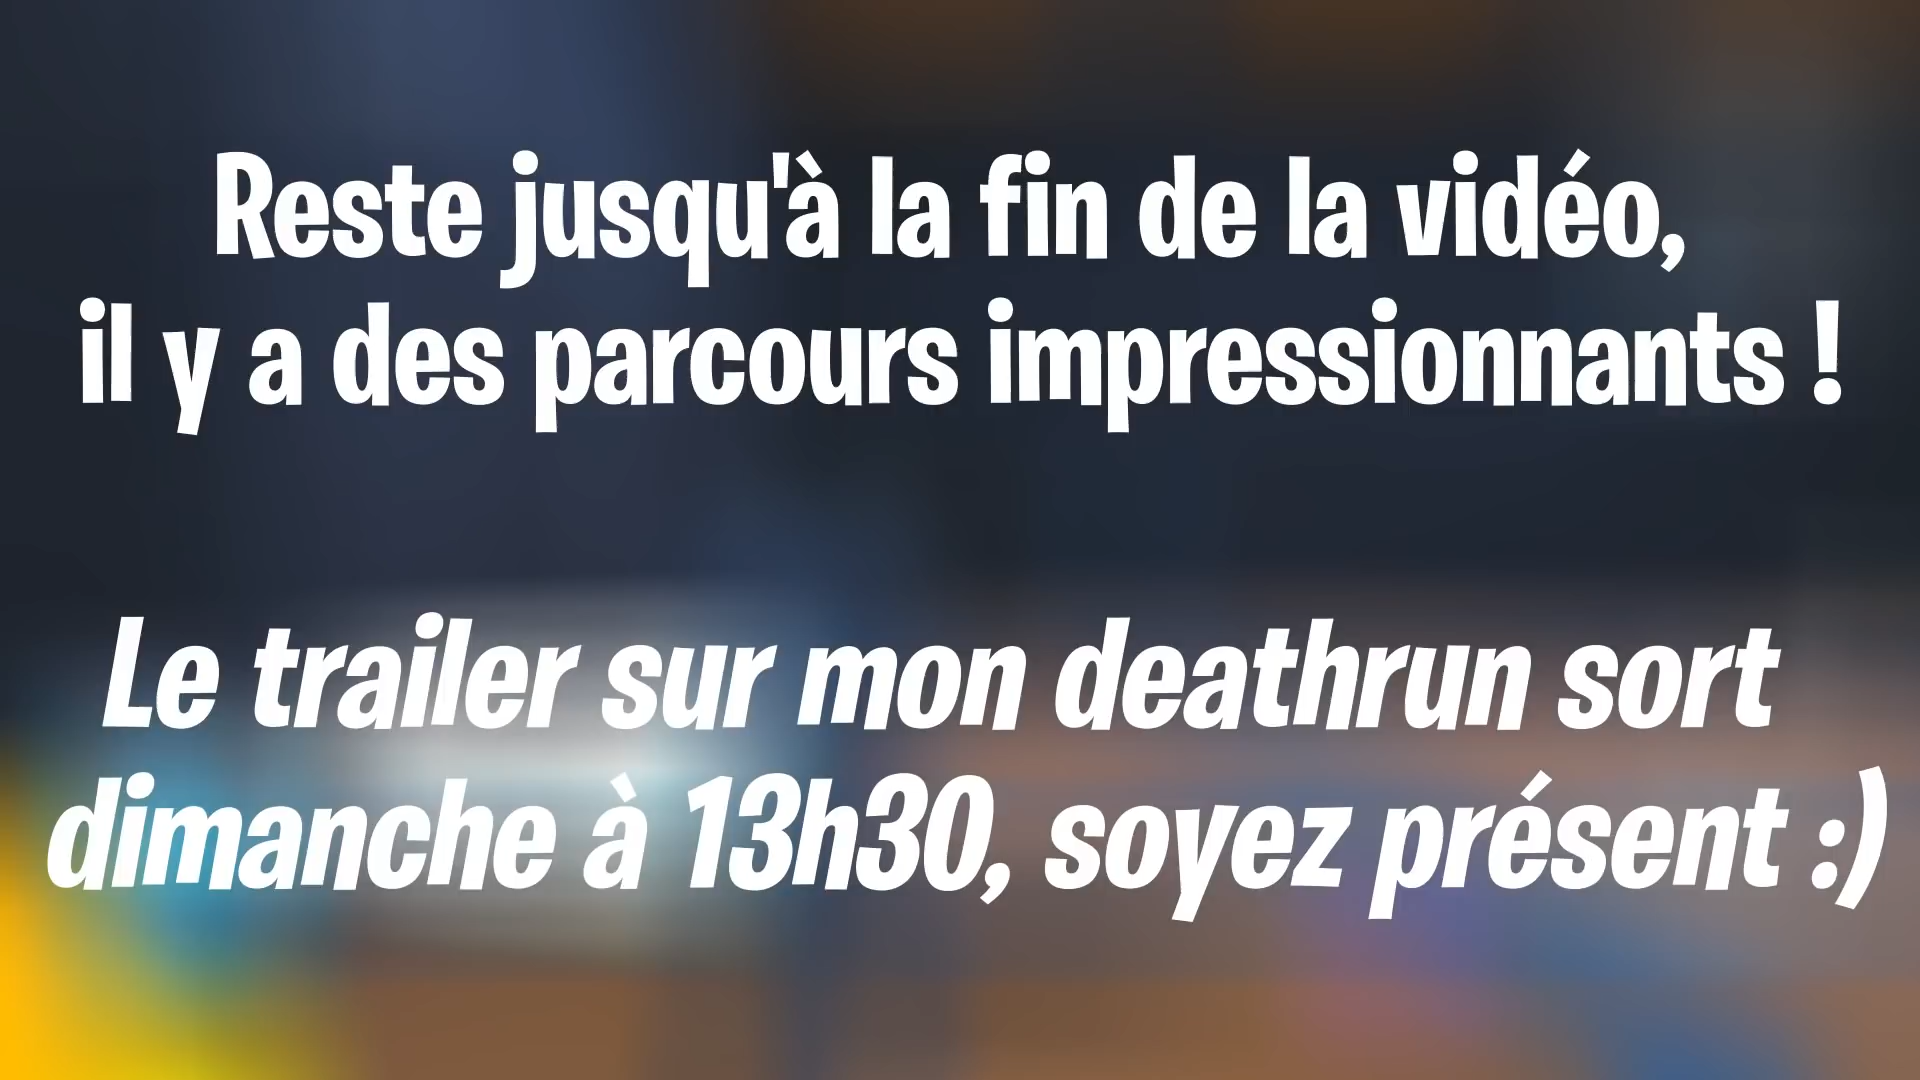 Reste jusqu'à la fin de la vidéo,
il y a des parcours impressionnants !
Le trailer sur mon deathrun sort
dimanche à 13h30, soyez présent :)